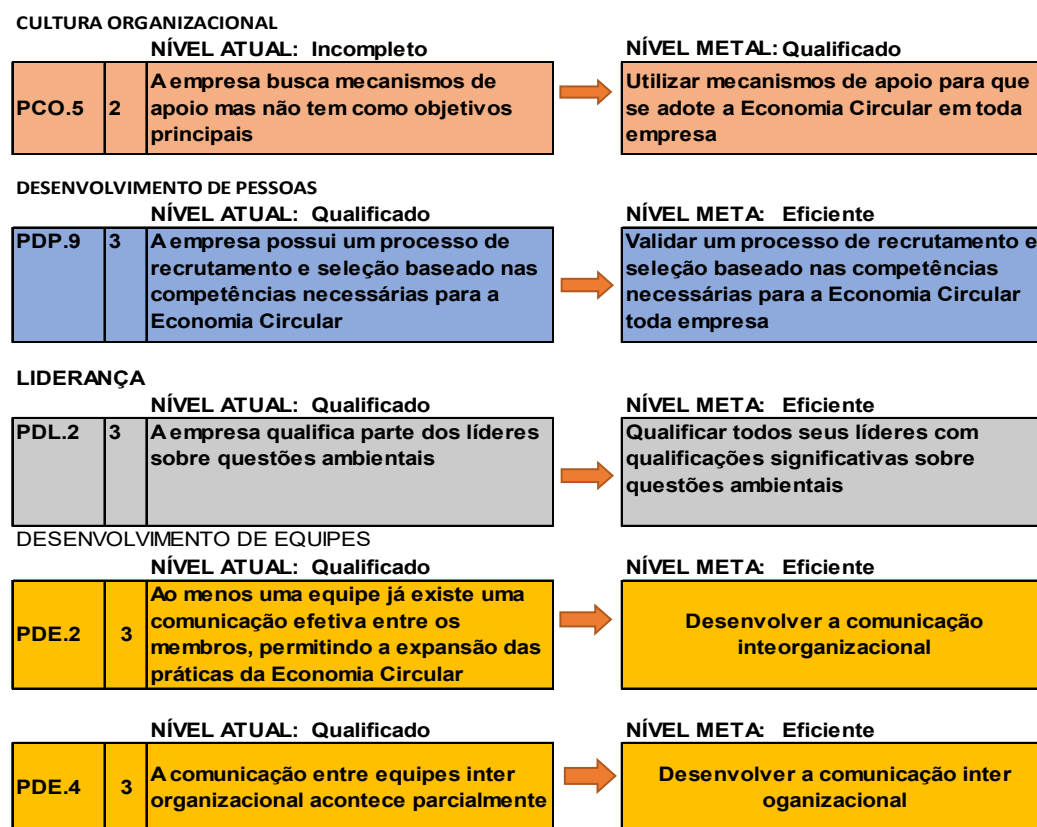 CULTURA ORGANIZACIONAL
NÍVEL ATUAL: Incompleto
NÍVEL METAL: Qualificado
PCO.5
2
A empresa busca mecanismos de
apoio mas não tem como objetivos
principais
Utilizar mecanismos de apoio para que
se adote a Economia Circular em toda
empresa
DESENVOLVIMENTO DE PESSOAS
NÍVEL ATUAL: Qualificado
NÍVEL META: Eficiente
PDP.9
3
A empresa possui um processo de
recrutamento e seleção baseado nas
competências necessárias para a
Economia Circular
Validar um processo de recrutamento e
seleção baseado nas competências
necessárias para a Economia Circular
toda empresa
LIDERANÇA
NÍVEL ATUAL: Qualificado
NÍVEL META: Eficiente
PDL.2
3
A empresa qualifica parte dos líderes
sobre questões ambientais
Qualificar todos seus líderes com
qualificações significativas sobre
questões ambientais
DESENVOLVIMENTO DE EQUIPES
NÍVEL ATUAL: Qualificado
NÍVEL META: Eficiente
PDE.2
3
Ao menos uma equipe já existe uma
comunicação efetiva entre os
membros, permitindo a expansão das
práticas da Economia Circular
Desenvolver a comunicação
inteorganizacional
NÍVEL ATUAL: Qualificado
NÍVEL META: Eficiente
PDE.4
3
A comunicação entre equipes inter
organizacional acontece parcialmente
Desenvolver a comunicação inter
oganizacional